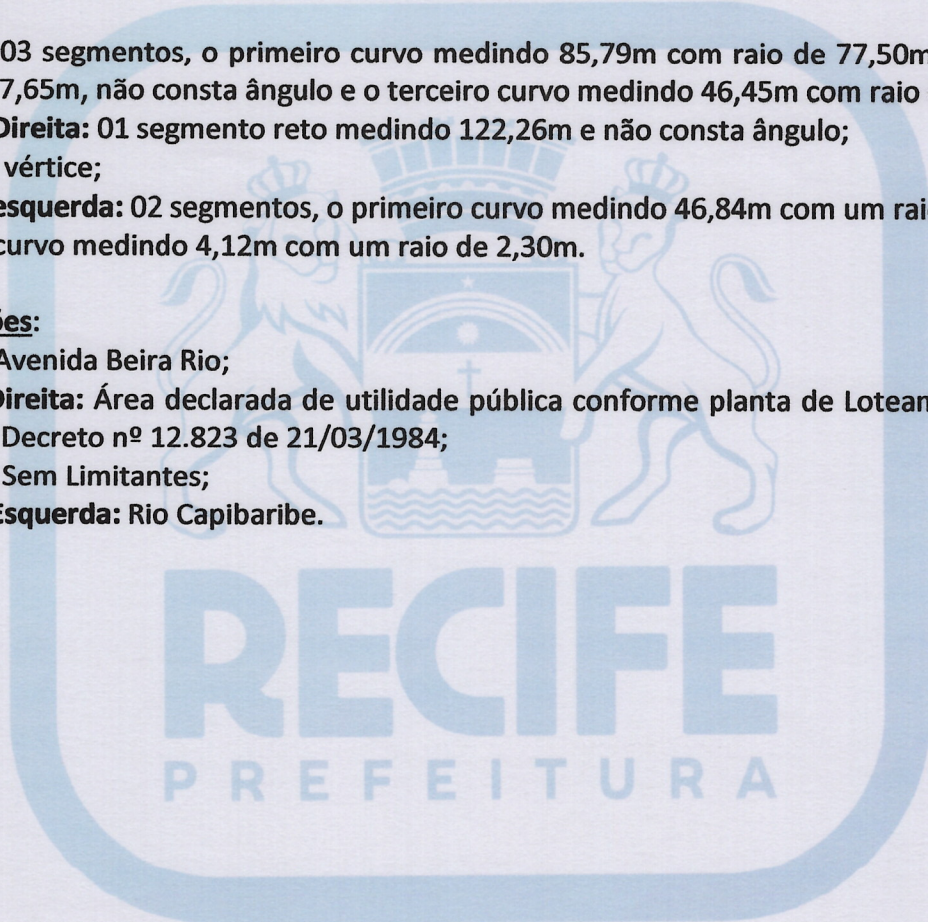 03 segmentos, o primeiro curvo medindo 85,79m com raio de 77,50m
7,65m, não consta ângulo e o terceiro curvo medindo 46,45m com raio
Direita: 01 segmento reto medindo 122,26m e não consta ângulo;
vértice;
esquerda: 02 segmentos, o primeiro curvo medindo 46,84m com um raio
curvo medindo 4,12m com um raio de 2,30m.
ões:
Avenida Beira Rio;
Direita: Área declarada de utilidade pública conforme planta de Lotean
Decreto nº 12.823 de 21/03/1984;
Sem Limitantes;
Esquerda: Rio Capibaribe.
RECIFE
PREFEITURA